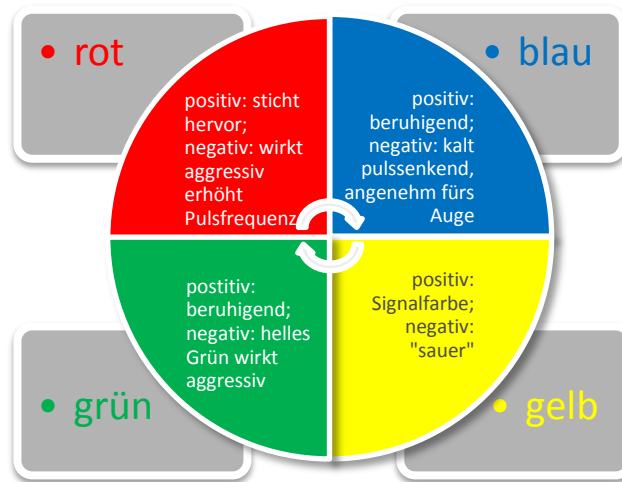 • rot
• blau
positiv: sticht
hervor;
negativ: wirkt
aggressiv
erhöht
Pulsfrequenz
positiv:
beruhigend;
negativ: kalt
pulssenkend,
angenehm fürs
Auge
postitiv:
beruhigend;
negativ: helles
Grün wirkt
aggressiv
positiv:
Signalfarbe;
negativ:
"sauer"
• grün
• gelb